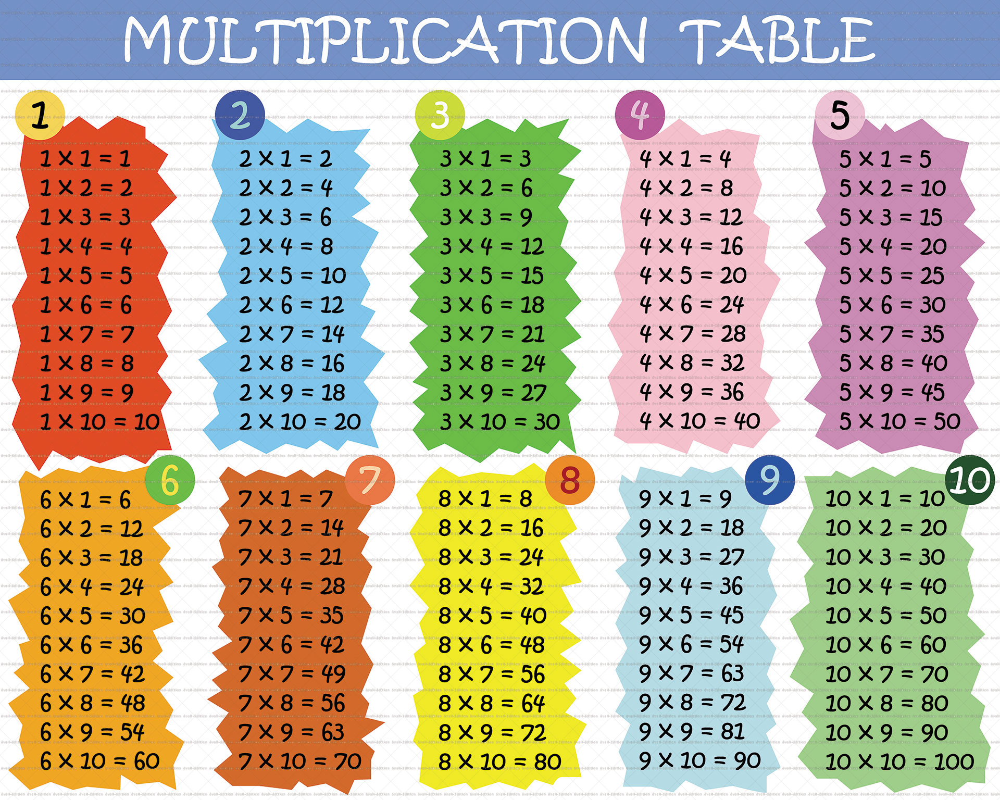 MULTIPLICATION TABLE
1
1 × 1 = 1
1 × 2 = 2
1 × 3 = 3
1 × 4 = 4
1 × 5 = 5
1 × 6 = 6
1 × 7 = 7
1 × 8 = 8
1 × 9 = 9
1 × 10 = 10
2
2 × 1 = 2
2 × 2 = 4
2 × 3 = 6
2 × 4 = 8
2 × 5 = 10
2 × 6 = 12
2 × 7 = 14
2 × 8 = 16
2 × 9 = 18
2 × 10 = 20
3
3 × 1 = 3
3 × 2 = 6
3 × 3 = 9
3 × 4 = 12
3 × 5 = 15
3 × 6 = 18
3 × 7 = 21
3 × 8 = 24
3 × 9 = 27
3 × 10 = 30
4
4 × 1 = 4
4 × 2 = 8
4 × 3 = 12
4 × 4 = 16
4 × 5 = 20
4 × 6 = 24
4 × 7 = 28
4 × 8 = 32
4 × 9 = 36
4 × 10 = 40
5
5 × 1 = 5
5 × 2 = 10
5 × 3 = 15
5 × 4 = 20
5 × 5 = 25
5 × 6 = 30
5 × 7 = 35
5 × 8 = 40
5 × 9 = 45
5 × 10 = 50
6
6 × 1 = 6
6 × 2 = 12
6 × 3 = 18
6 × 4 = 24
6 × 5 = 30
6 × 6 = 36
6 × 7 = 42
6 × 8 = 48
6 × 9 = 54
6 × 10 = 60
7
7 × 1 = 7
7 × 2 = 14
7 × 3 = 21
7 × 4 = 28
7 × 5 = 35
7 × 6 = 42
7 × 7 = 49
7 × 8 = 56
7 × 9 = 63
7 × 10 = 70
8
8 × 1 = 8
8 × 2 = 16
8 × 3 = 24
8 × 4 = 32
8 × 5 = 40
8 × 6 = 48
8 × 7 = 56
8 × 8 = 64
8 × 9 = 72
8 × 10 = 80
9
9 × 1 = 9
9 × 2 = 18
9 × 3 = 27
9 × 4 = 36
9 × 5 = 45
9 × 6 = 54
9 × 7 = 63
9 × 8 = 72
9 × 9 = 81
9 × 10 = 90
10
10 × 1 = 10
10 × 2 = 20
10 × 3 = 30
10 × 4 = 40
10 × 5 = 50
10 × 6 = 60
10 × 7 = 70
10 × 8 = 80
10 × 9 = 90
10 × 10 = 100